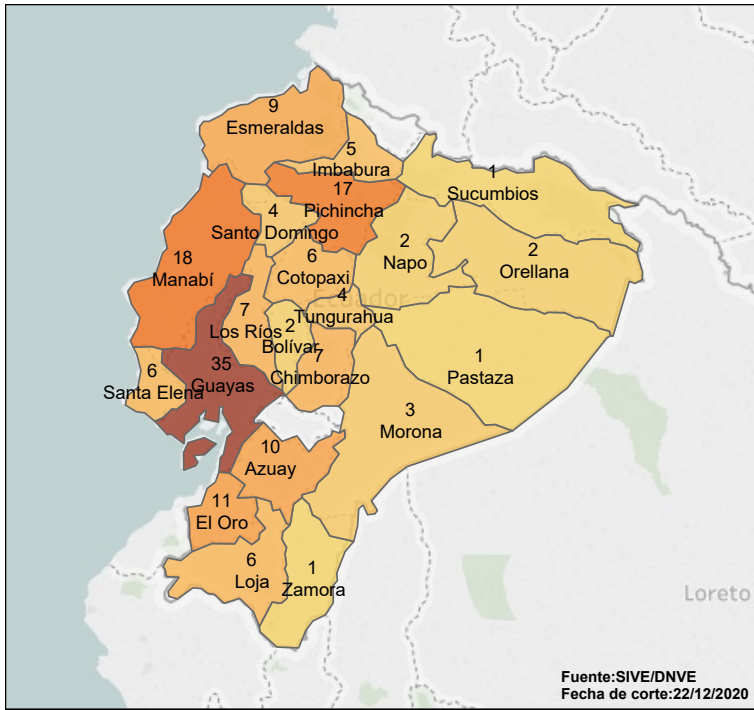 9
Esmeraldas
5
Imbabura
1
Sucumbios
17
Pichincha
4
Santo Domingo
2
Napo
2
Orellana
18
Manabí
6
Cotopaxi
Ecuador
4
Tungurahua
7
Los Ríos
2
Bolívar
7
Chimborazo
6
Santa Elena
35
Guayas
1
Pastaza
3
Morona
10
Azuay
11
El Oro
6
Loja
1
Zamora
Loreto
Fuente:SIVE/DNVE
Fecha de corte:22/12/2020